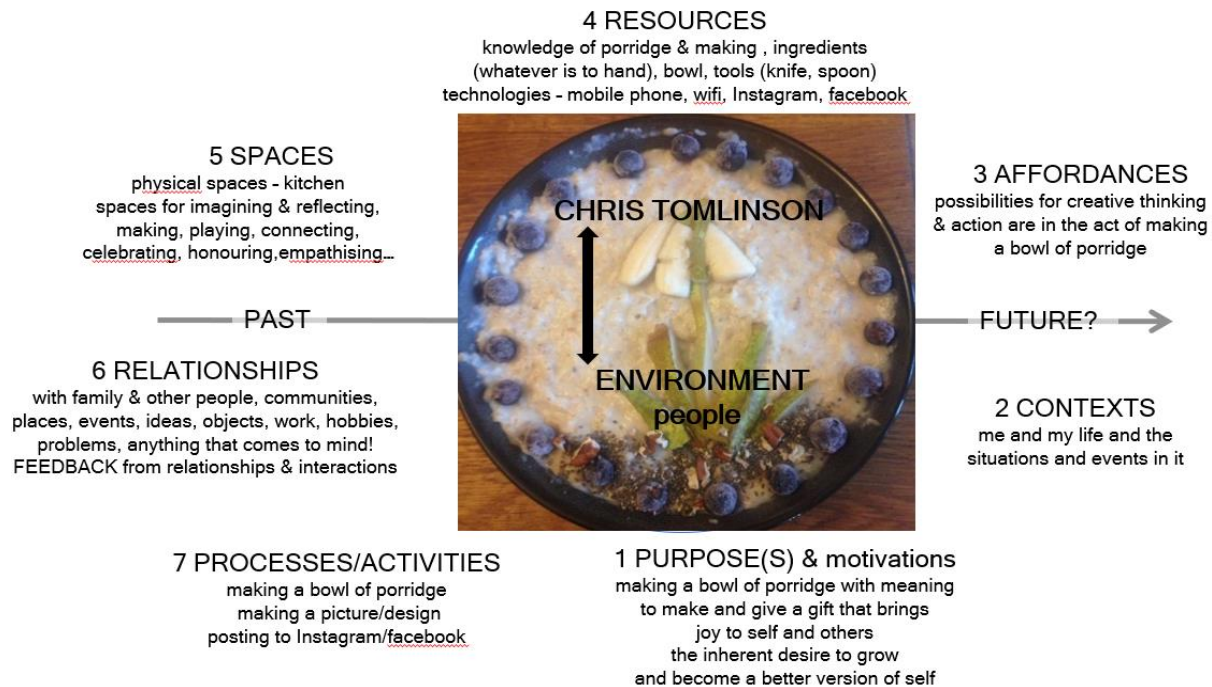 4 RESOURCES
knowledge of porridge & making , ingredients
(whatever is to hand), bowl, tools (knife, spoon)
technologies - mobile phone, wifi, Instagram, facebook
5 SPACES
physical spaces - kitchen
spaces for imagining & reflecting,
making, playing, connecting,
celebrating, honouring,empathising...
3 AFFORDANCES
possibilities for creative thinking
& action are in the act of making
a bowl of porridge
CHRIS TOMLINSON
PAST
FUTURE?
ENVIRONMENT
people
6 RELATIONSHIPS
with family & other people, communities,
places, events, ideas, objects, work, hobbies,
problems, anything that comes to mind!
FEEDBACK from relationships & interactions
2 CONTEXTS
me and my life and the
situations and events in it
7 PROCESSES/ACTIVITIES
making a bowl of porridge
making a picture/design
posting to Instagram/facebook
1 PURPOSE(S) & motivations
making a bowl of porridge with meaning
to make and give a gift that brings
joy to self and others
the inherent desire to grow
and become a better version of self